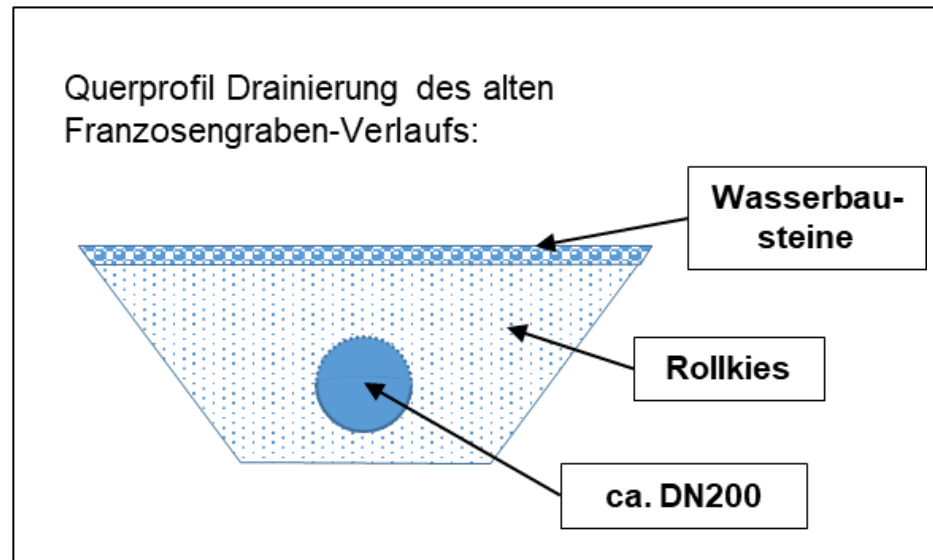 Querprofil Drainierung des alten
Franzosengraben-Verlaufs:
Wasserbau-
steine
Rollkies
ca. DN200